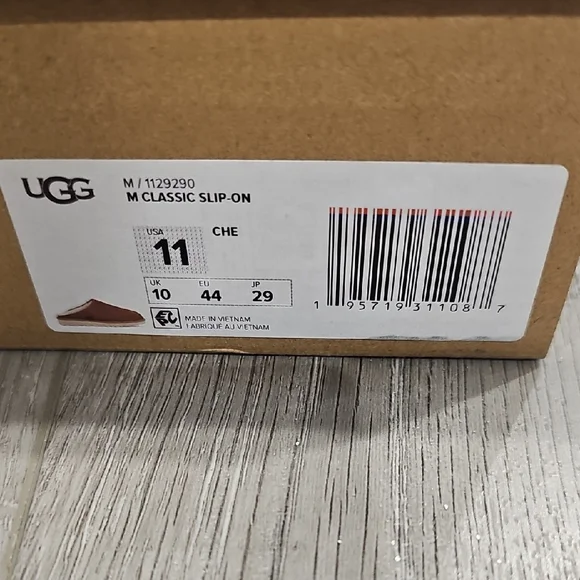 UGG
M / 1129290
M CLASSIC SLIP-ON
USA
11
CHE
UK EU JP
10 44 29
MADE IN VIETNAM
FABRIQUÉ AU VIETNAM
1 95719 31108 7